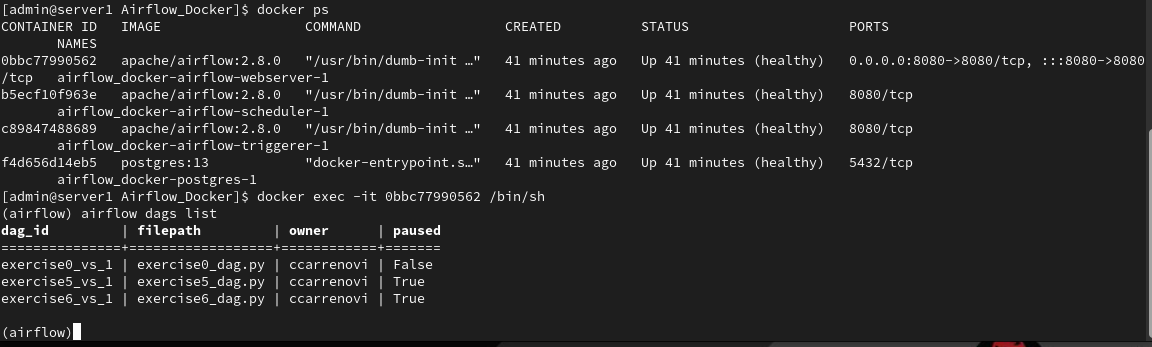 [admin@server1 Airflow_Docker]$ docker ps
CONTAINER ID   IMAGE                  COMMAND                  CREATED          STATUS                    PORTS
       NAMES
0bbc77990562   apache/airflow:2.8.0   "/usr/bin/dumb-init …"   41 minutes ago   Up 41 minutes (healthy)   0.0.0.0:8080->8080/tcp, :::8080->8080
/tcp   airflow_docker-airflow-webserver-1
b5ecf10f963e   apache/airflow:2.8.0   "/usr/bin/dumb-init …"   41 minutes ago   Up 41 minutes (healthy)   8080/tcp
       airflow_docker-airflow-scheduler-1
c89847488689   apache/airflow:2.8.0   "/usr/bin/dumb-init …"   41 minutes ago   Up 41 minutes (healthy)   8080/tcp
       airflow_docker-airflow-triggerer-1
f4d656d14eb5   postgres:13            "docker-entrypoint.s…"   41 minutes ago   Up 41 minutes (healthy)   5432/tcp
       airflow_docker-postgres-1
[admin@server1 Airflow_Docker]$ docker exec -it 0bbc77990562 /bin/sh
(airflow) airflow dags list
dag_id         | filepath         | owner      | paused
===============+==================+============+=======
exercise0_vs_1 | exercise0_dag.py | ccarrenovi | False
exercise5_vs_1 | exercise5_dag.py | ccarrenovi | True
exercise6_vs_1 | exercise6_dag.py | ccarrenovi | True
(airflow)